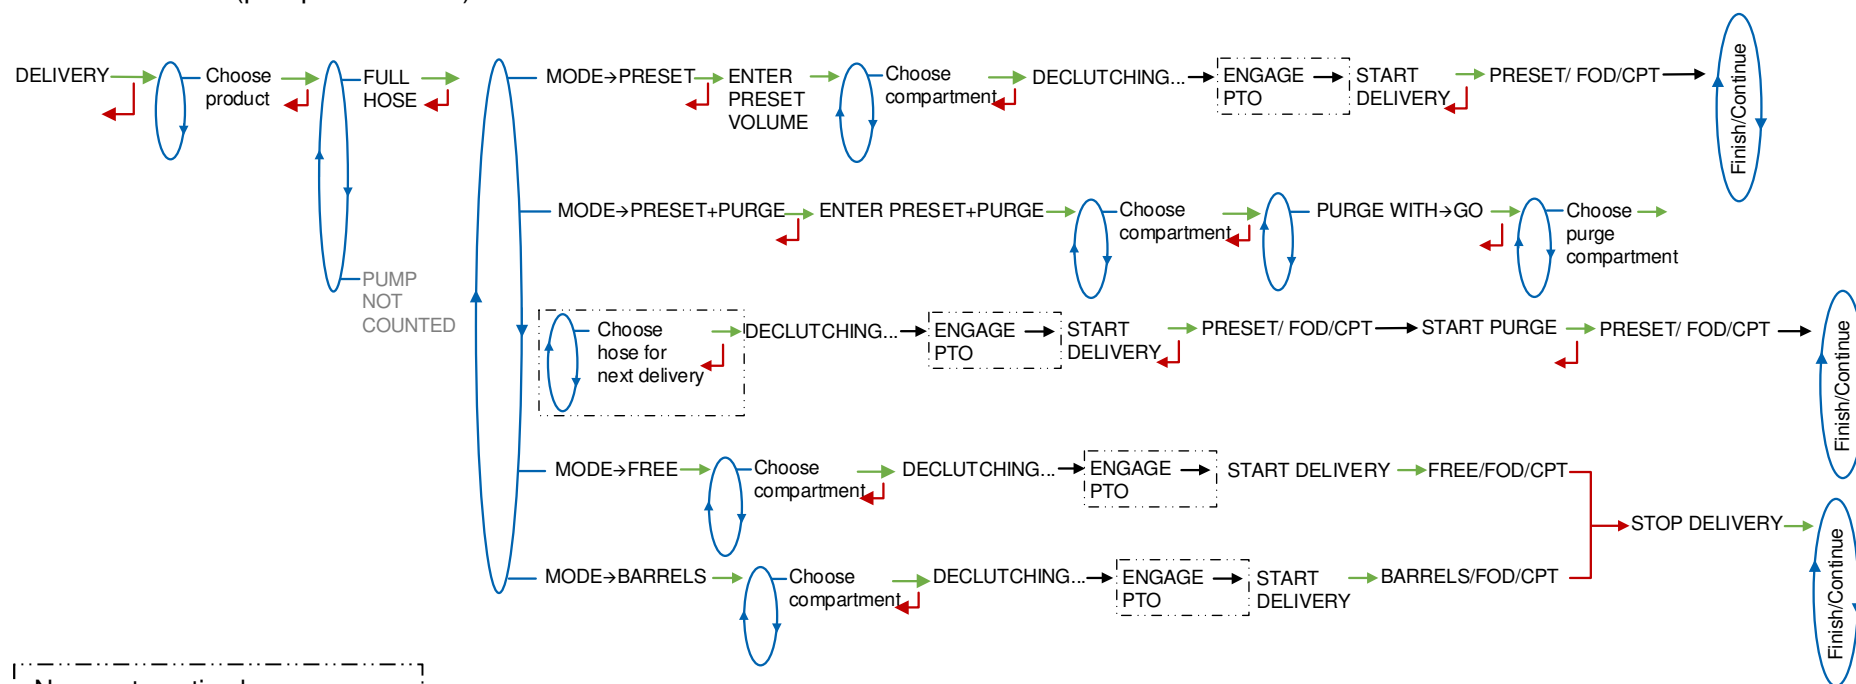 DELIVERY
Choose
product
FULL
HOSE
PUMP
NOT
COUNTED
MODE→PRESET
ENTER
PRESET
VOLUME
Choose
compartment
DECLUTCHING...
ENGAGE
PTO
START
DELIVERY
PRESET/ FOD/CPT
Finish/Continue
MODE→PRESET+PURGE
ENTER PRESET+PURGE
Choose
compartment
PURGE WITH→GO
Choose
purge
compartment
Choose
hose for
next delivery
DECLUTCHING...
ENGAGE
PTO
START
DELIVERY
PRESET/ FOD/CPT
START PURGE
PRESET/ FOD/CPT
Finish/Continue
MODE→FREE
Choose
compartment
DECLUTCHING...
ENGAGE
PTO
START DELIVERY
FREE/FOD/CPT
STOP DELIVERY
Finish/Continue
MODE→BARRELS
Choose
compartment
DECLUTCHING...
ENGAGE
PTO
START
DELIVERY
BARRELS/FOD/CPT